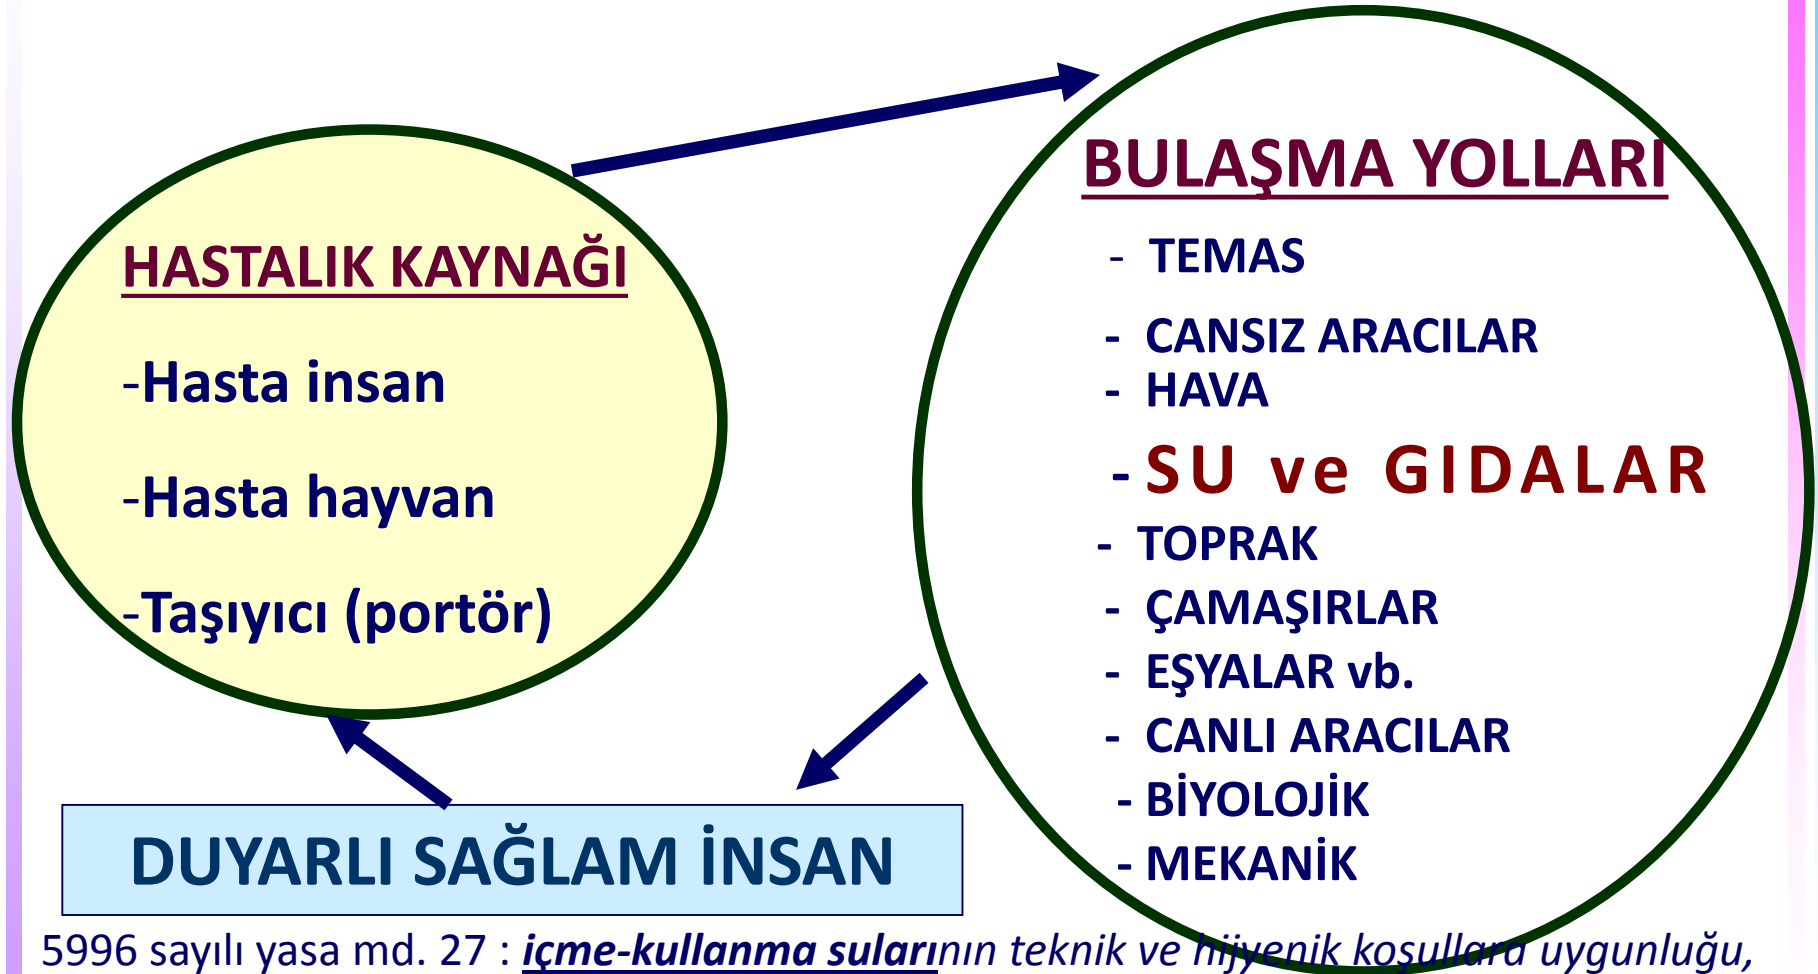 HASTALIK KAYNAĞI
-Hasta insan
-Hasta hayvan
-Taşıyıcı (portör)
BULAŞMA YOLLARI
- TEMAS
- CANSIZ ARACILAR
- HAVA
- SU ve GIDALAR
- TOPRAK
- ÇAMAŞIRLAR
- EŞYALAR vb.
- CANLI ARACILAR
- BİYOLOJİK
- MEKANİK
DUYARLI SAĞLAM İNSAN
5996 sayılı yasa md. 27 : içme-kullanma sularının teknik ve hijyenik koşullara uygunluğu,